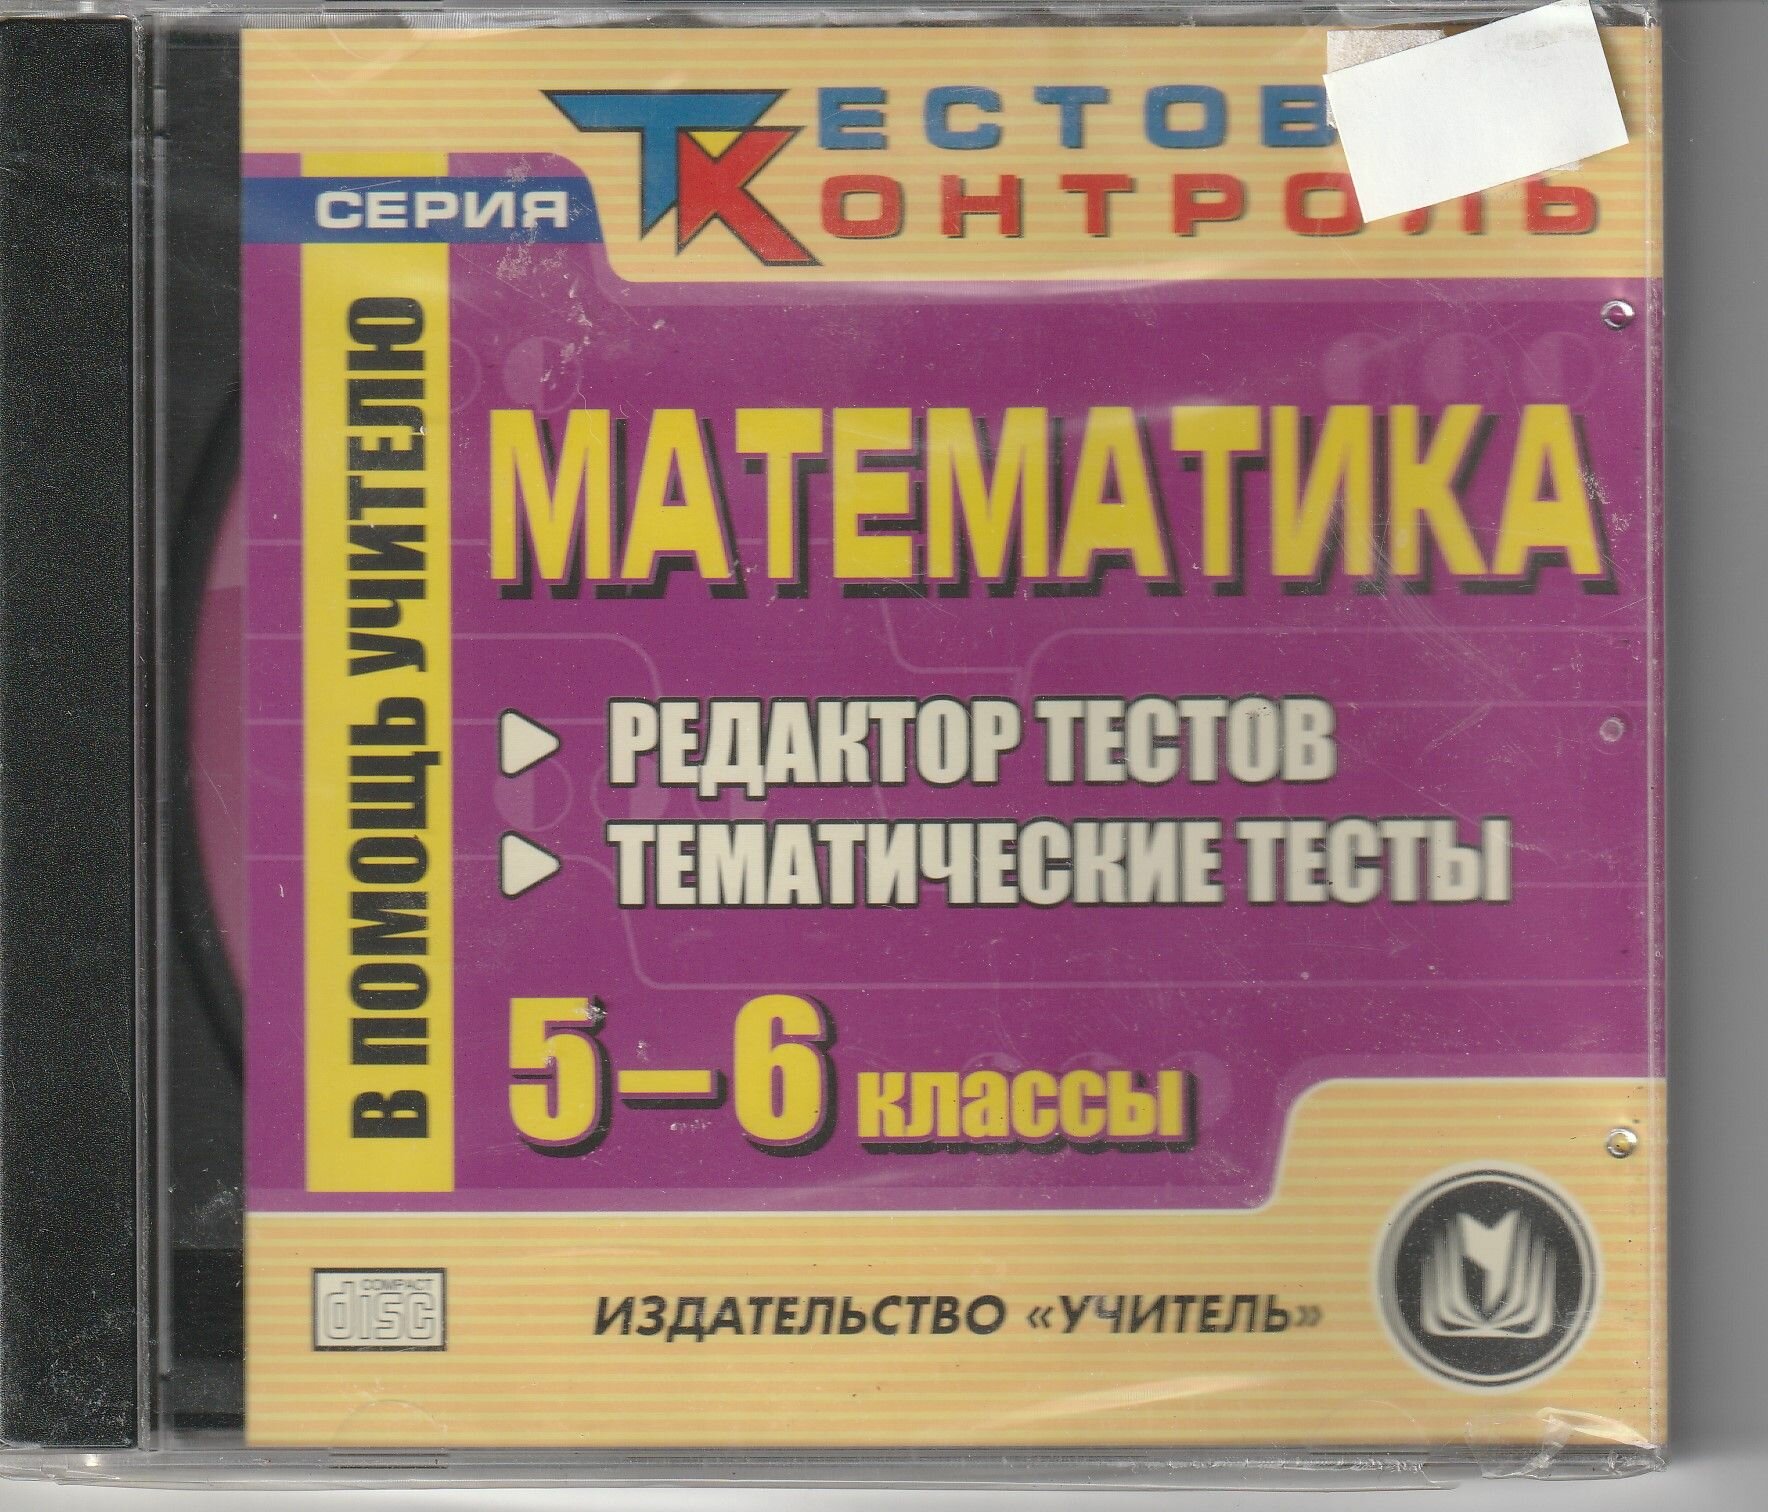 СЕРИЯ
КОНТРОЛЬ
В ПОМОЩЬ УЧИТЕЛЮ
МАТЕМАТИКА
РЕДАКТОР ТЕСТОВ
ТЕМАТИЧЕСКИЕ ТЕСТЫ
5–6 классы
COMPACT
disc
ИЗДАТЕЛЬСТВО «УЧИТЕЛЬ»